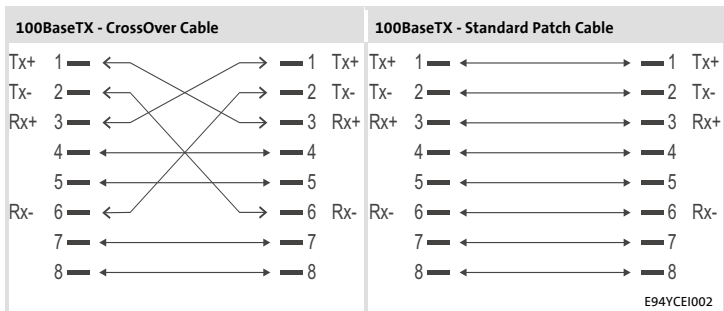 100BaseTX - CrossOver Cable 100BaseTX - Standard Patch Cable
Tx+ 1 1 Tx+ Tx+ 1 1 Tx+
Tx- 2 2 Tx- Tx- 2 2 Tx-
Rx+ 3 3 Rx+ Rx+ 3 3 Rx+
4 4 4 4
5 5 5 5
Rx- 6 6 Rx- Rx- 6 6 Rx-
7 7 7 7
8 8 8 8
E94YCEI002